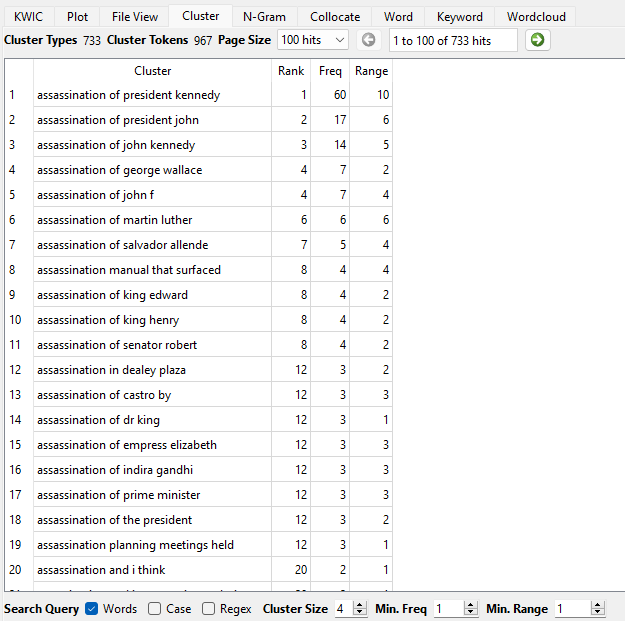 KWIC Plot File View Cluster N-Gram Collocate Word Keyword Wordcloud
Cluster Types 733 Cluster Tokens 967 Page Size 100 hits 1 to 100 of 733 hits
Cluster Rank Freq Range
1 assassination of president kennedy 1 60 10
2 assassination of president john 2 17 6
3 assassination of john kennedy 3 14 5
4 assassination of george wallace 4 7 2
5 assassination of john f 4 7 4
6 assassination of martin luther 6 6 6
7 assassination of salvador allende 7 5 4
8 assassination manual that surfaced 8 4 4
9 assassination of king edward 8 4 2
10 assassination of king henry 8 4 2
11 assassination of senator robert 8 4 2
12 assassination in dealey plaza 12 3 2
13 assassination of castro by 12 3 3
14 assassination of dr king 12 3 1
15 assassination of empress elizabeth 12 3 3
16 assassination of indira gandhi 12 3 3
17 assassination of prime minister 12 3 3
18 assassination of the president 12 3 2
19 assassination planning meetings held 12 3 1
20 assassination and i think 20 2 1
Search Query Words Case Regex Cluster Size 4 Min. Freq 1 Min. Range 1